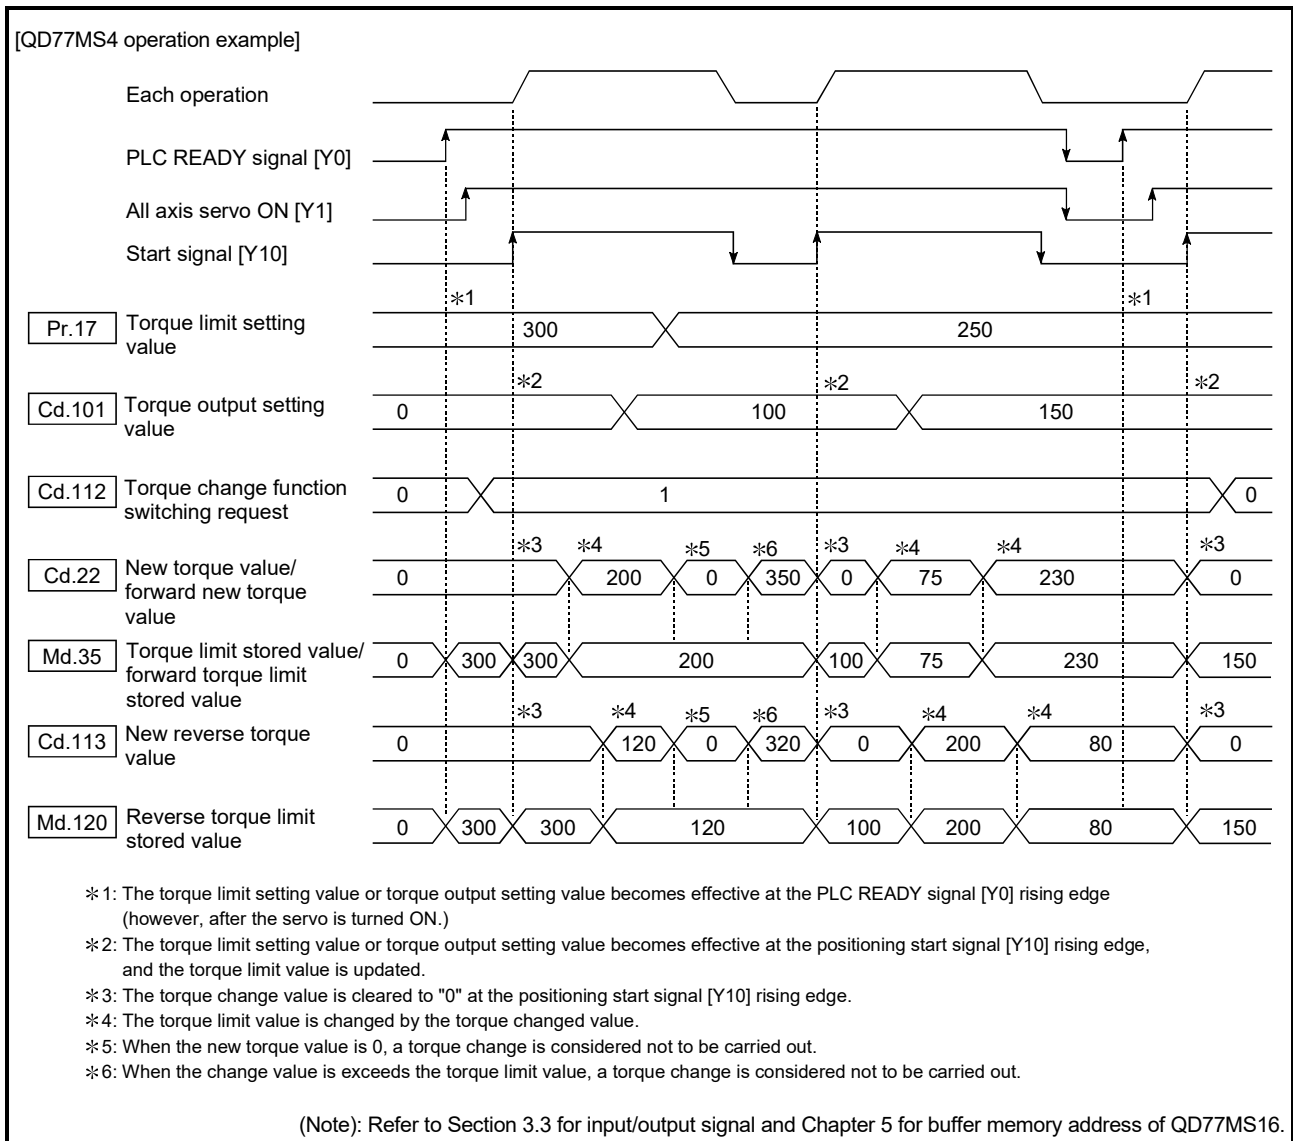 [QD77MS4 operation example]
Each operation
PLC READY signal [Y0]
All axis servo ON [Y1]
Start signal [Y10]
*1 *1
Pr.17 Torque limit setting value 300 250
*2 *2 *2
Cd.101 Torque output setting value 0 100 150
Cd.112 Torque change function switching request 0 1 0
*3 *4 *5 *6 *3 *4 *4 *3
Cd.22 New torque value/ forward new torque value 0 200 0 350 0 75 230 0
Md.35 Torque limit stored value/ forward torque limit stored value 0 300 300 200 100 75 230 150
*3 *4 *5 *6 *3 *4 *4 *3
Cd.113 New reverse torque value 0 120 0 320 0 200 80 0
Md.120 Reverse torque limit stored value 0 300 300 120 100 200 80 150
*1: The torque limit setting value or torque output setting value becomes effective at the PLC READY signal [Y0] rising edge
(however, after the servo is turned ON.)
*2: The torque limit setting value or torque output setting value becomes effective at the positioning start signal [Y10] rising edge,
and the torque limit value is updated.
*3: The torque change value is cleared to "0" at the positioning start signal [Y10] rising edge.
*4: The torque limit value is changed by the torque changed value.
*5: When the new torque value is 0, a torque change is considered not to be carried out.
*6: When the change value is exceeds the torque limit value, a torque change is considered not to be carried out.
(Note): Refer to Section 3.3 for input/output signal and Chapter 5 for buffer memory address of QD77MS16.